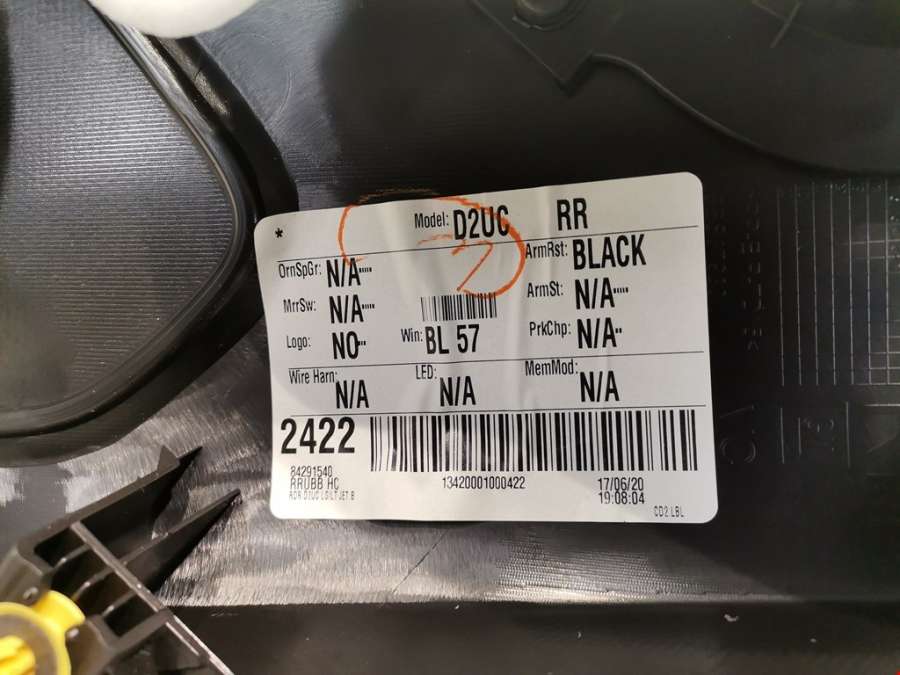 *
Model: D2UC RR
OrnSpGr: N/A
ArmRst: BLACK
MrrSw: N/A
ArmSt: N/A
Logo: NO
Win: BL 57
PrkChp: N/A
Wire Harn: N/A
LED: N/A
MemMod: N/A
2422
84291540
RRUBB HC
13420001000422
17/06/20
19:08:04
CD2 LBL